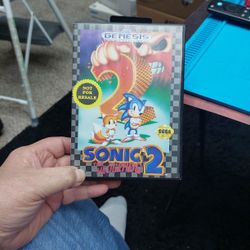 GENESIS
NOT
FOR
RESALE
SONIC
2
THE HEDGEHOG
SEGA